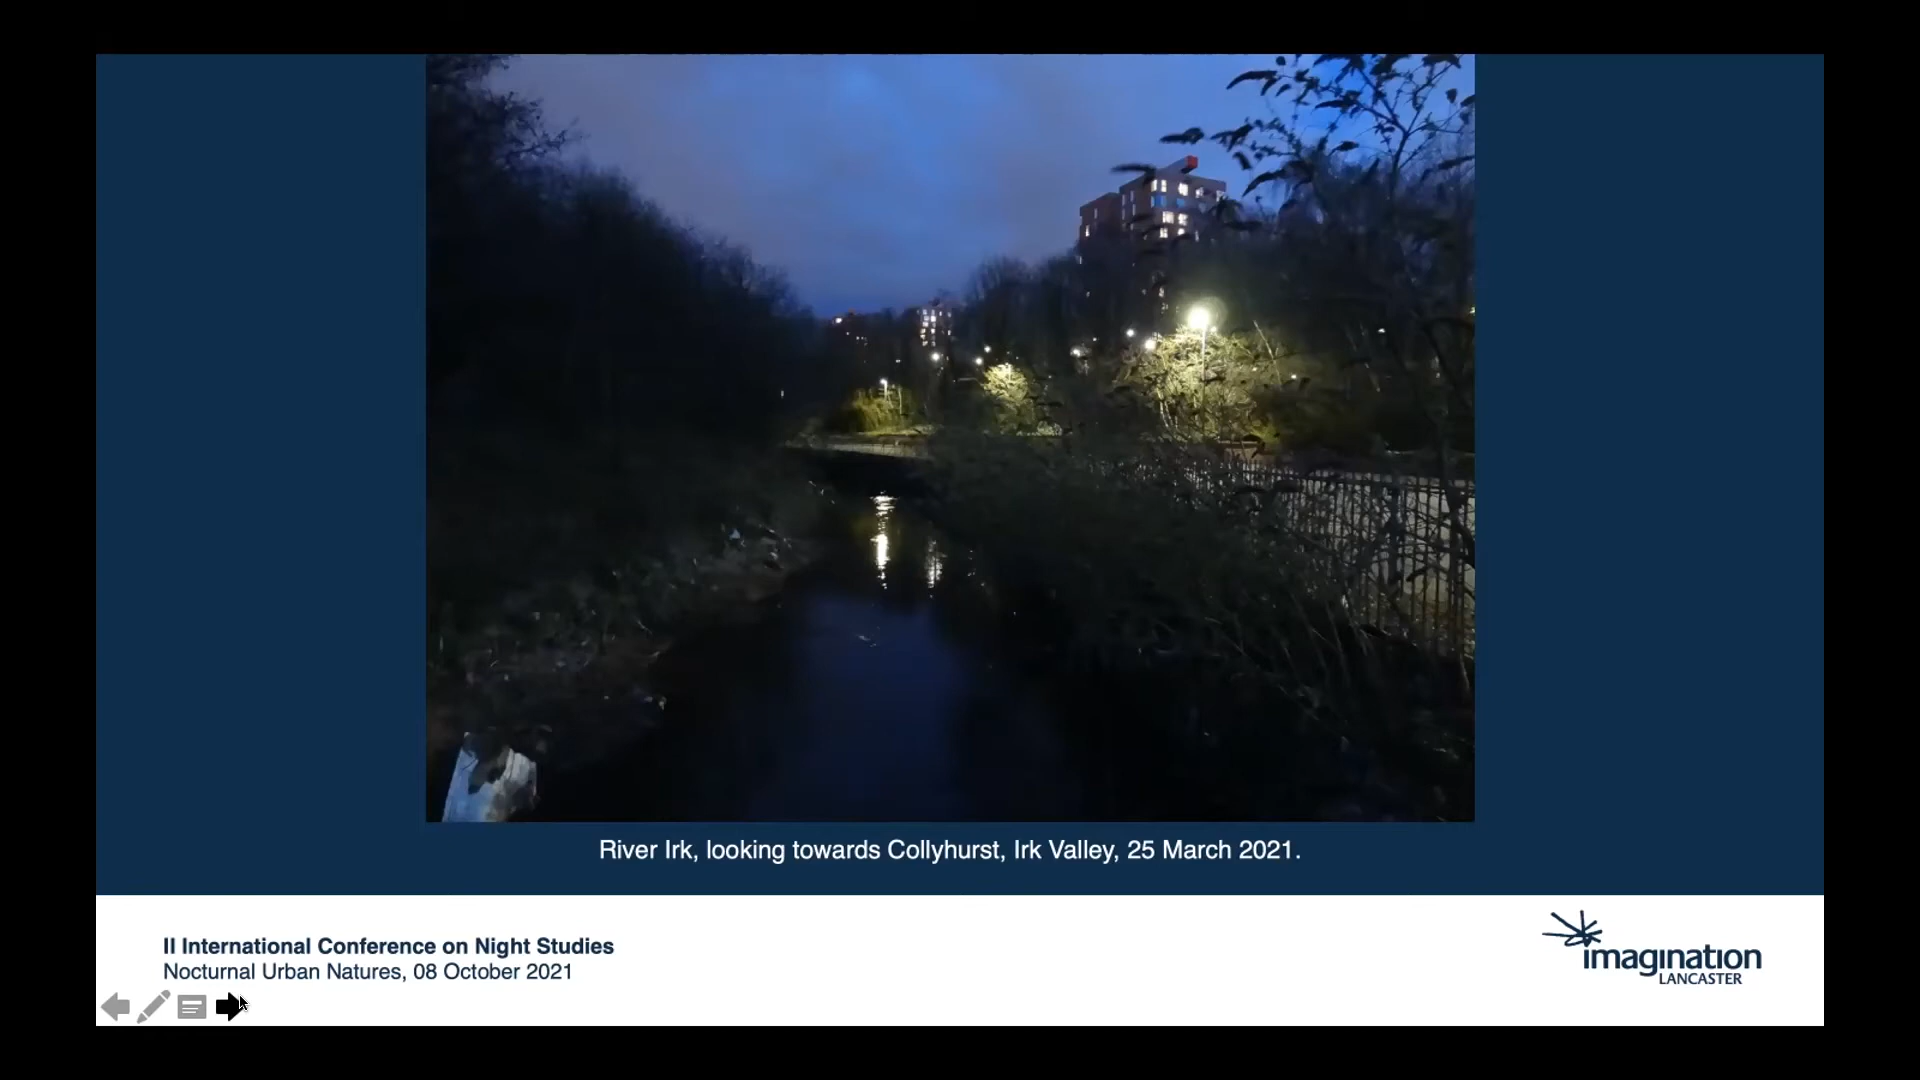 River Irk, looking towards Collyhurst, Irk Valley, 25 March 2021.
II International Conference on Night Studies
Nocturnal Urban Natures, 08 October 2021
imagination
LANCASTER